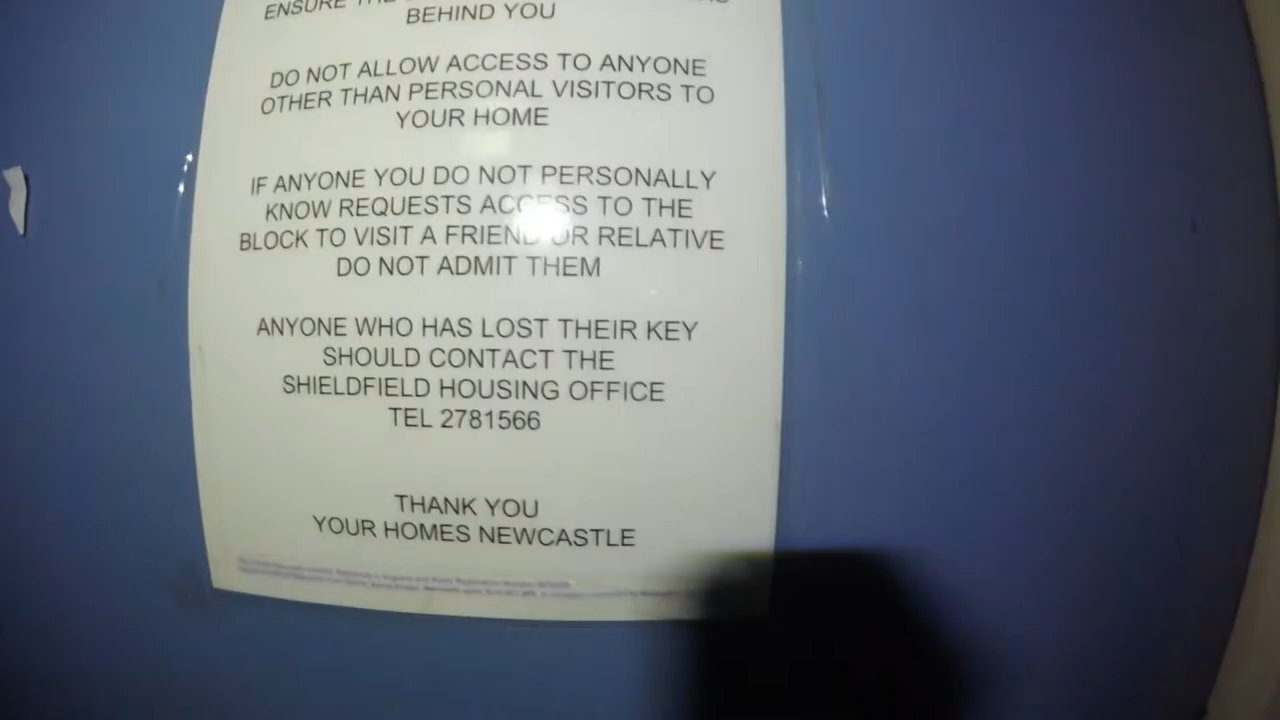 ENSURE THE
BEHIND YOU
DO NOT ALLOW ACCESS TO ANYONE
OTHER THAN PERSONAL VISITORS TO
YOUR HOME
IF ANYONE YOU DO NOT PERSONALLY
KNOW REQUESTS ACCESS TO THE
BLOCK TO VISIT A FRIEND OR RELATIVE
DO NOT ADMIT THEM
ANYONE WHO HAS LOST THEIR KEY
SHOULD CONTACT THE
SHIELDFIELD HOUSING OFFICE
TEL 2781566
THANK YOU
YOUR HOMES NEWCASTLE